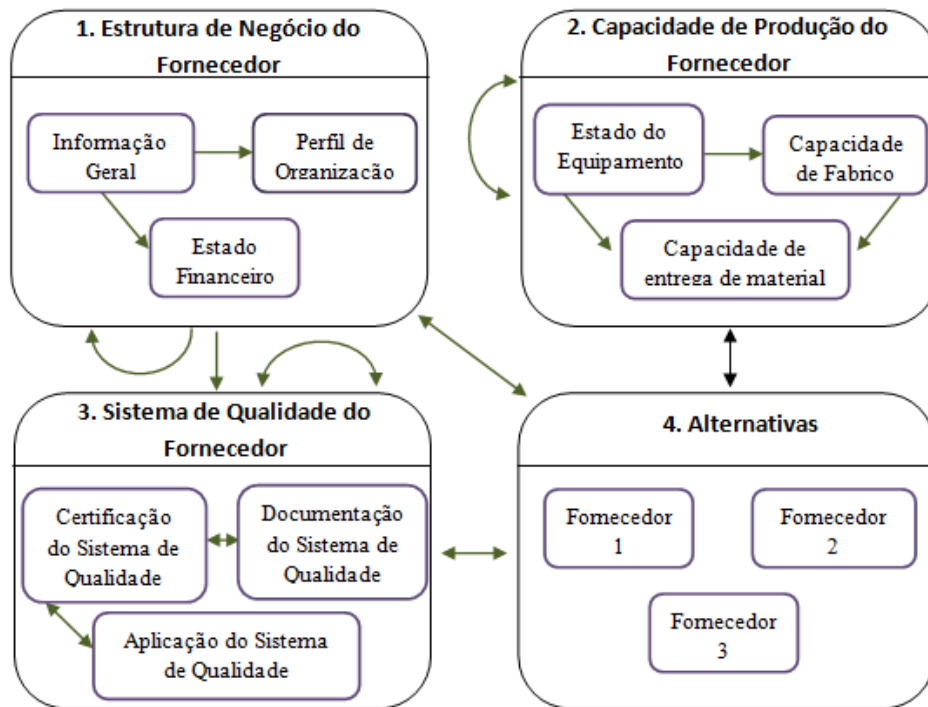 1. Estrutura de Negócio do
Fornecedor
Informação
Geral
Perfil de
Organização
Estado
Financeiro
2. Capacidade de Produção do
Fornecedor
Estado do
Equipamento
Capacidade
de Fabrico
Capacidade de
entrega de material
3. Sistema de Qualidade do
Fornecedor
Certificação
do Sistema de
Qualidade
Documentação
do Sistema de
Qualidade
Aplicação do Sistema
de Qualidade
4. Alternativas
Fornecedor
1
Fornecedor
2
Fornecedor
3